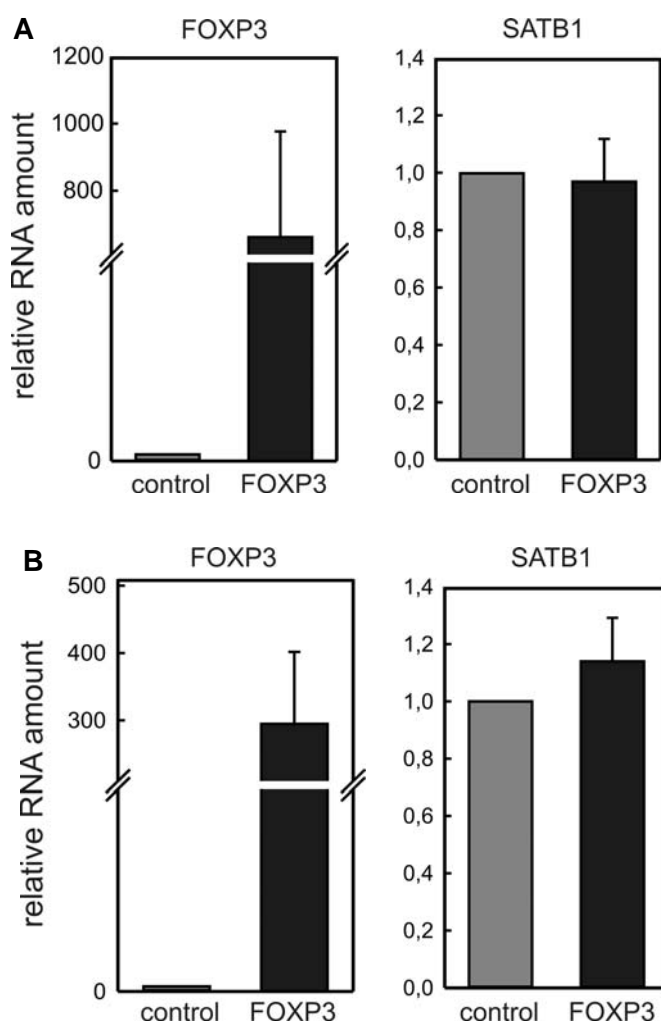 A
FOXP3
SATB1
relative RNA amount
1200
1000
800
0
control
FOXP3
1,4
1,2
1,0
0,8
0,6
0,4
0,2
0,0
control
FOXP3
B
FOXP3
SATB1
relative RNA amount
500
400
300
0
control
FOXP3
1,4
1,2
1,0
0,8
0,6
0,4
0,2
0,0
control
FOXP3